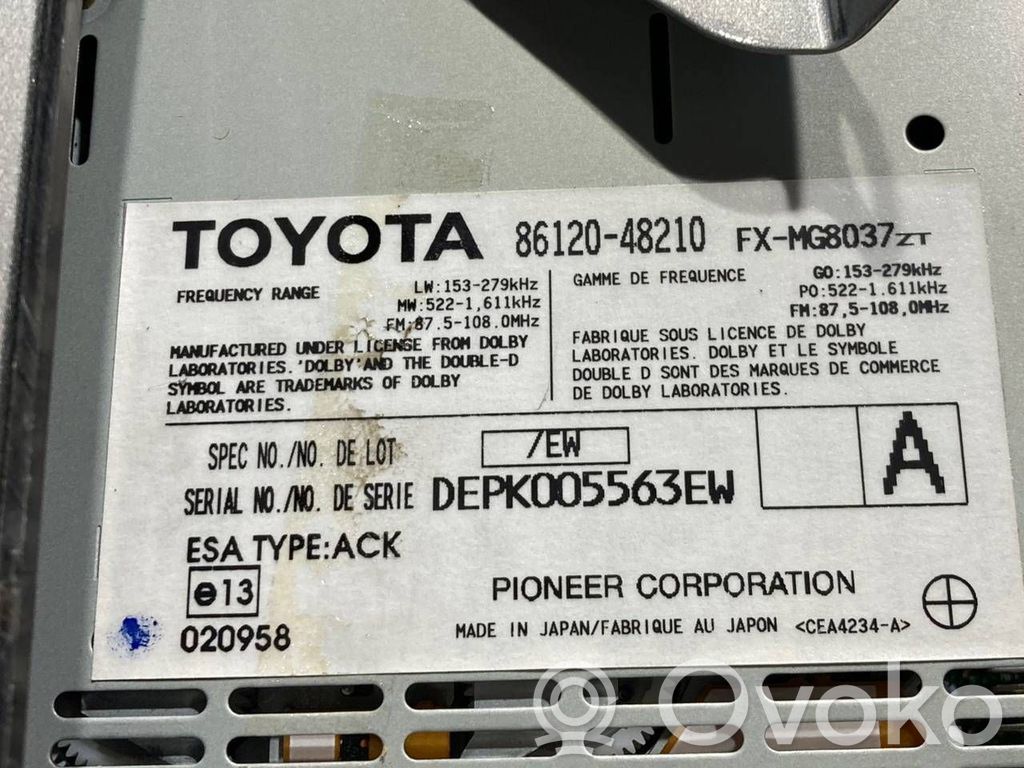 TOYOTA 86120-48210 FX-MG8037ZT
FREQUENCY RANGE LW:153-279kHz
MW:522-1,611kHz
FM:87.5-108.0MHz
MANUFACTURED UNDER LICENSE FROM DOLBY
LABORATORIES. 'DOLBY' AND THE DOUBLE-D
SYMBOL ARE TRADEMARKS OF DOLBY
LABORATORIES.
GAMME DE FREQUENCE GO:153-279kHz
PO:522-1.611kHz
FM:87,5-108,0MHz
FABRIQUE SOUS LICENCE DE DOLBY
LABORATORIES. DOLBY ET LE SYMBOLE
DOUBLE D SONT DES MARQUES DE COMMERCE
DE DOLBY LABORATORIES.
SPEC NO./NO. DE LOT /EW
A
SERIAL NO./NO. DE SERIE DEPK005563EW
ESA TYPE:ACK
e13
020958
PIONEER CORPORATION
MADE IN JAPAN/FABRIQUE AU JAPON <CEA4234-A>
Ovoko